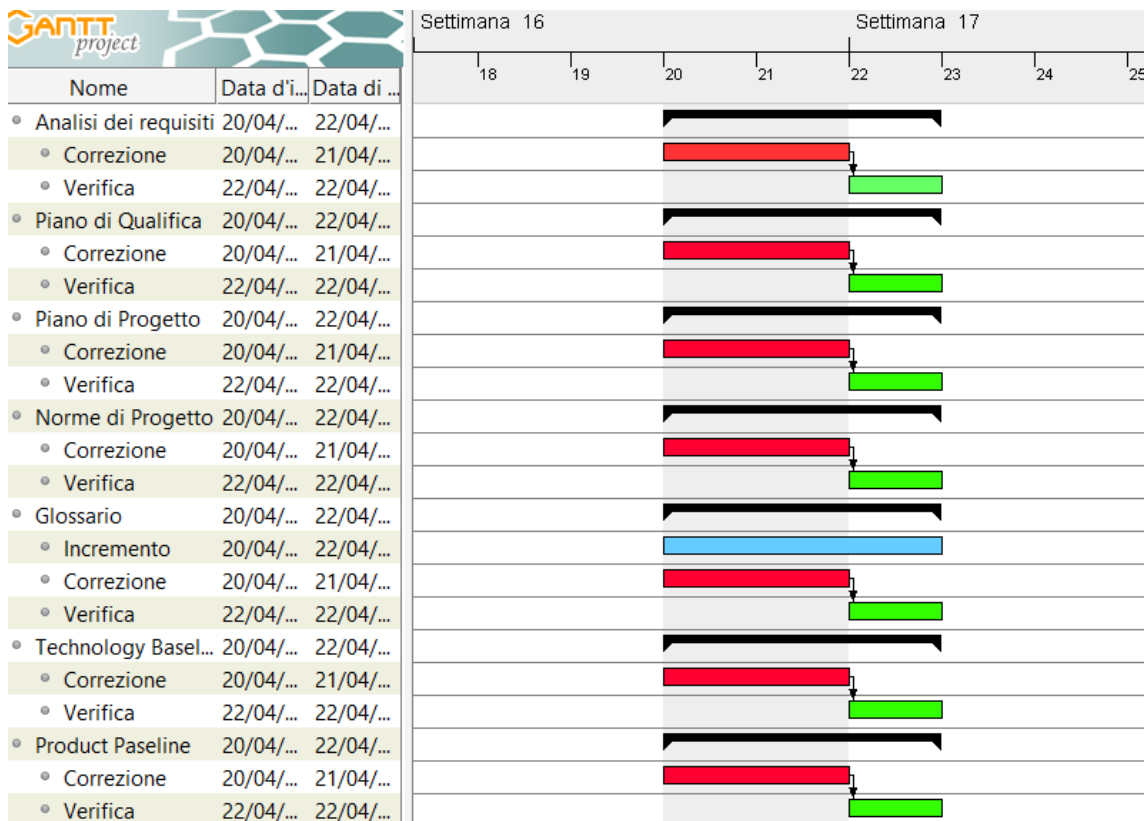 GANTT
project
Settimana 16 Settimana 17
18 19 20 21 22 23 24 25
Nome Data d'i... Data di ...
Analisi dei requisiti 20/04/... 22/04/...
Correzione 20/04/... 21/04/...
Verifica 22/04/... 22/04/...
Piano di Qualifica 20/04/... 22/04/...
Correzione 20/04/... 21/04/...
Verifica 22/04/... 22/04/...
Piano di Progetto 20/04/... 22/04/...
Correzione 20/04/... 21/04/...
Verifica 22/04/... 22/04/...
Norme di Progetto 20/04/... 22/04/...
Correzione 20/04/... 21/04/...
Verifica 22/04/... 22/04/...
Glossario 20/04/... 22/04/...
Incremento 20/04/... 22/04/...
Correzione 20/04/... 21/04/...
Verifica 22/04/... 22/04/...
Technology Basel... 20/04/... 22/04/...
Correzione 20/04/... 21/04/...
Verifica 22/04/... 22/04/...
Product Paseline 20/04/... 22/04/...
Correzione 20/04/... 21/04/...
Verifica 22/04/... 22/04/...